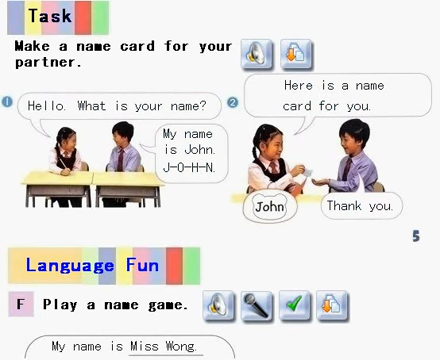 Task
Make a name card for your
partner.
1
Hello. What is your name?
My name
is John.
J-O-H-N.
2
Here is a name
card for you.
John
Thank you.
5
Language Fun
F Play a name game.
My name is Miss Wong.